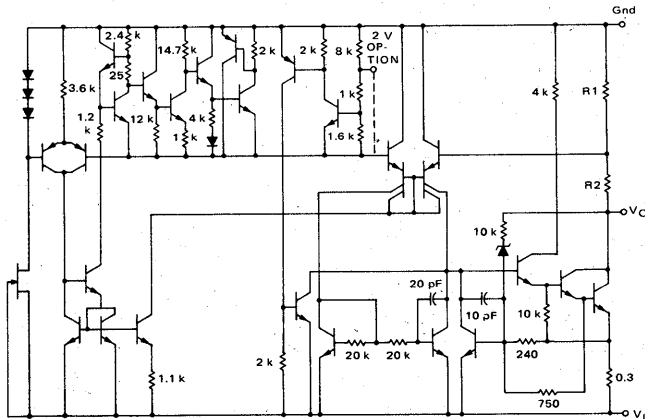 Gnd
2.4 k
25
14.7 k
2 k
2 k
8 k
2 V
OP-
TION
3.6 k
1 k
4 k
R1
1.2
k
12 k
1 k
4 k
1.6 k
R2
VO
10 k
20 pF
10 pF
10 k
2 k
20 k
20 k
240
1.1 k
750
0.3